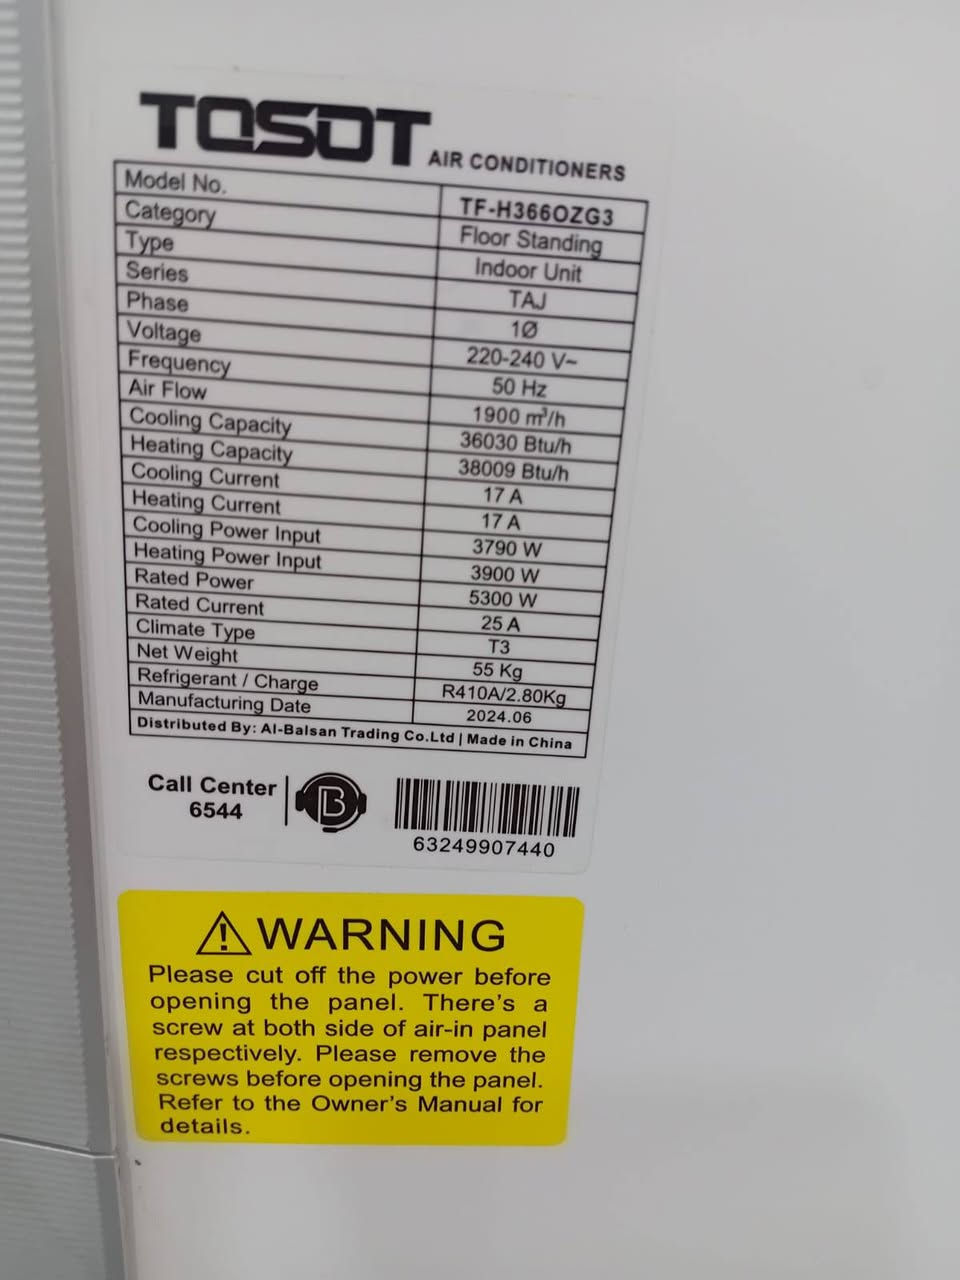 TOSOT AIR CONDITIONERS
Model No. TF-H366OZG3
Category Floor Standing
Type Indoor Unit
Series TAJ
Phase 1Ø
Voltage 220-240 V~
Frequency 50 Hz
Air Flow 1900 m³/h
Cooling Capacity 36030 Btu/h
Heating Capacity 38009 Btu/h
Cooling Current 17 A
Heating Current 17 A
Cooling Power Input 3790 W
Heating Power Input 3900 W
Rated Power 5300 W
Rated Current 25 A
Climate Type T3
Net Weight 55 Kg
Refrigerant / Charge R410A/2.80Kg
Manufacturing Date 2024.06
Distributed By: Al-Balsan Trading Co.Ltd | Made in China
Call Center
6544
B
63249907440
WARNING
Please cut off the power before
opening the panel. There's a
screw at both side of air-in panel
respectively. Please remove the
screws before opening the panel.
Refer to the Owner's Manual for
details.